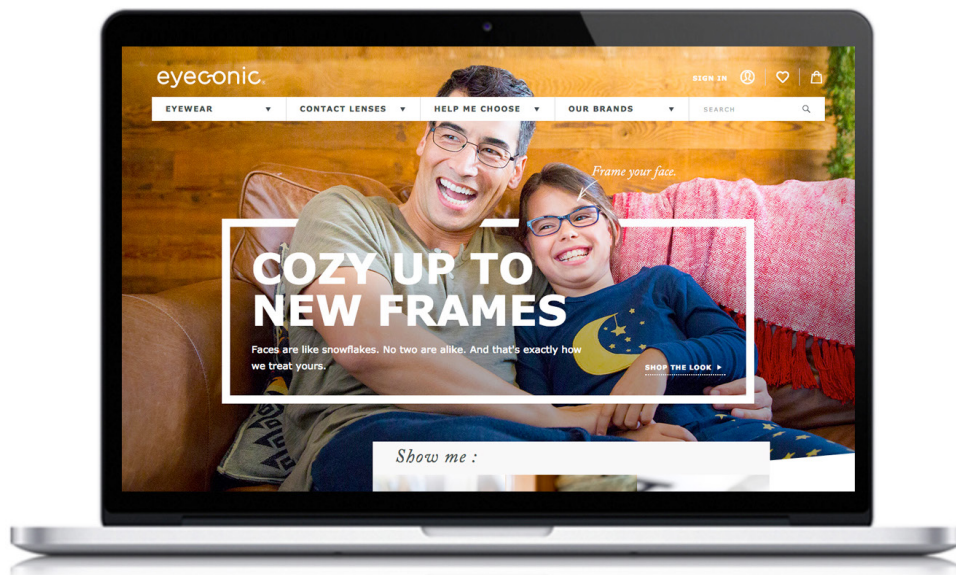 eyeconic.
SIGN IN
EYEWEAR
CONTACT LENSES
HELP ME CHOOSE
OUR BRANDS
SEARCH
Frame your face.
COZY UP TO
NEW FRAMES
Faces are like snowflakes. No two are alike. And that's exactly how
we treat yours.
SHOP THE LOOK
Show me :